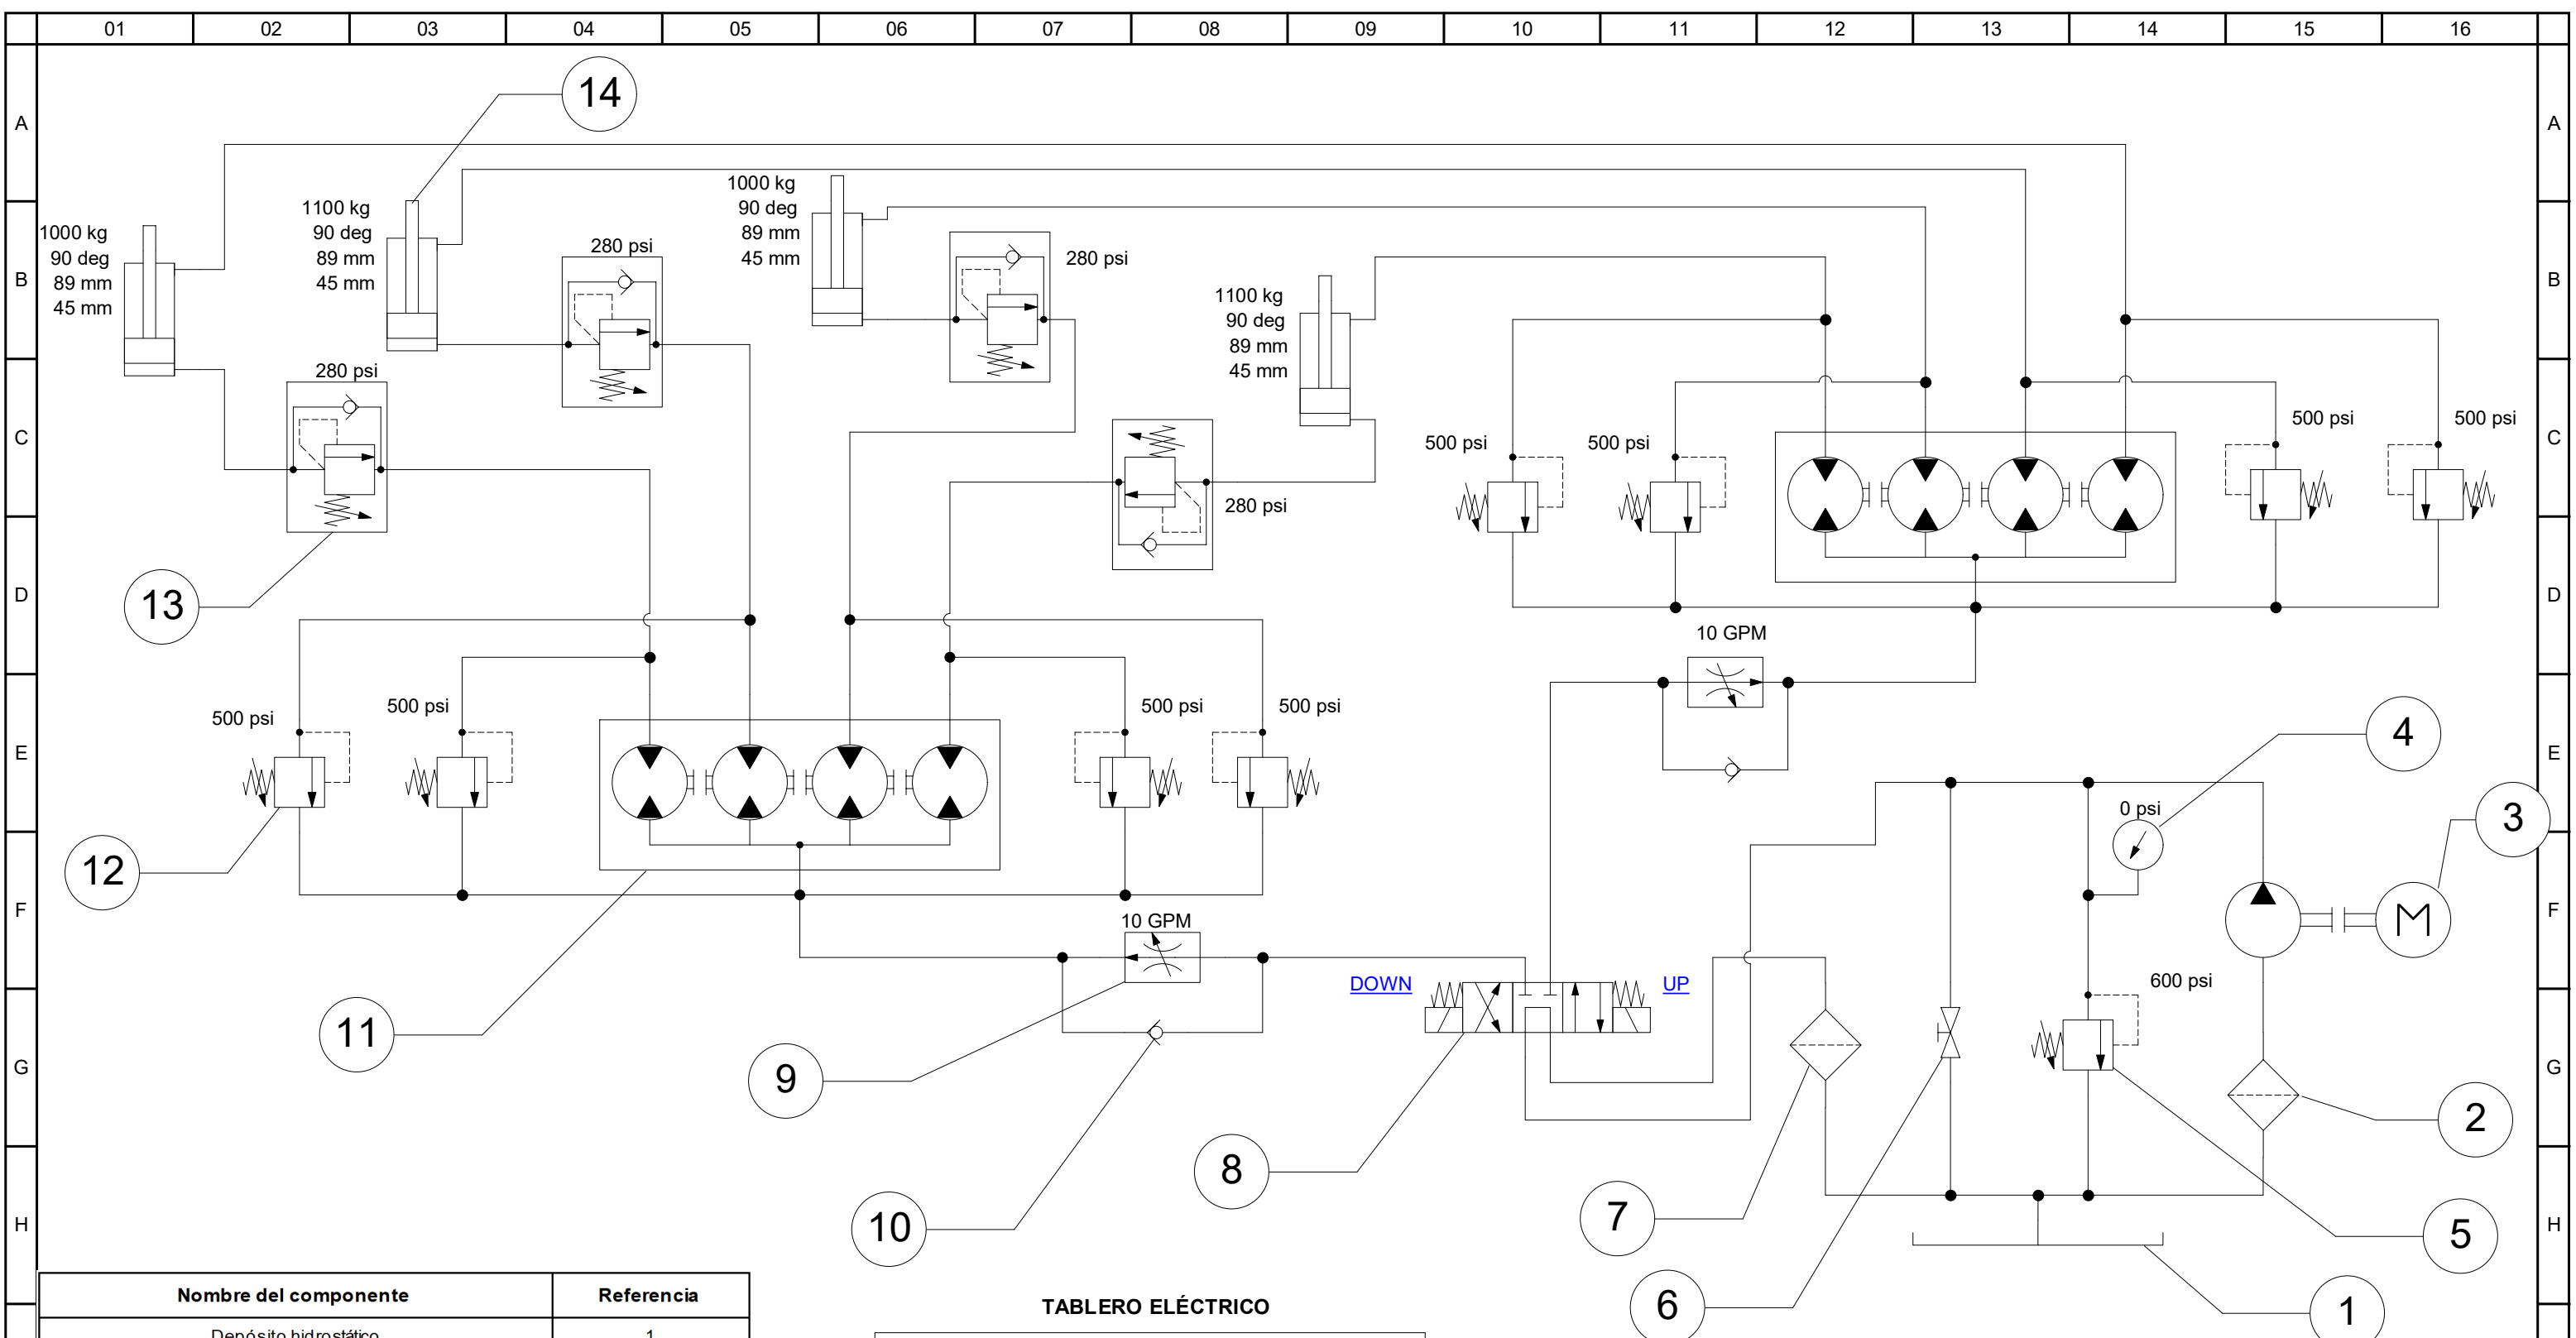 01 02 03 04 05 06 07 08 09 10 11 12 13 14 15 16
14
A A
1000 kg
90 deg
89 mm
45 mm
1100 kg
90 deg
89 mm
45 mm
1000 kg
90 deg
89 mm
45 mm
280 psi
280 psi
B B
1100 kg
90 deg
89 mm
45 mm
280 psi
C C
500 psi
500 psi
500 psi
500 psi
280 psi
13
D D
10 GPM
500 psi
500 psi
500 psi
500 psi
4
E E
0 psi
3
12
F F
M
10 GPM
DOWN
UP
600 psi
11
9
G G
2
8
7
10
H H
5
6
1
Nombre del componente Referencia
Depósito hidrostático 1
TABLERO ELÉCTRICO